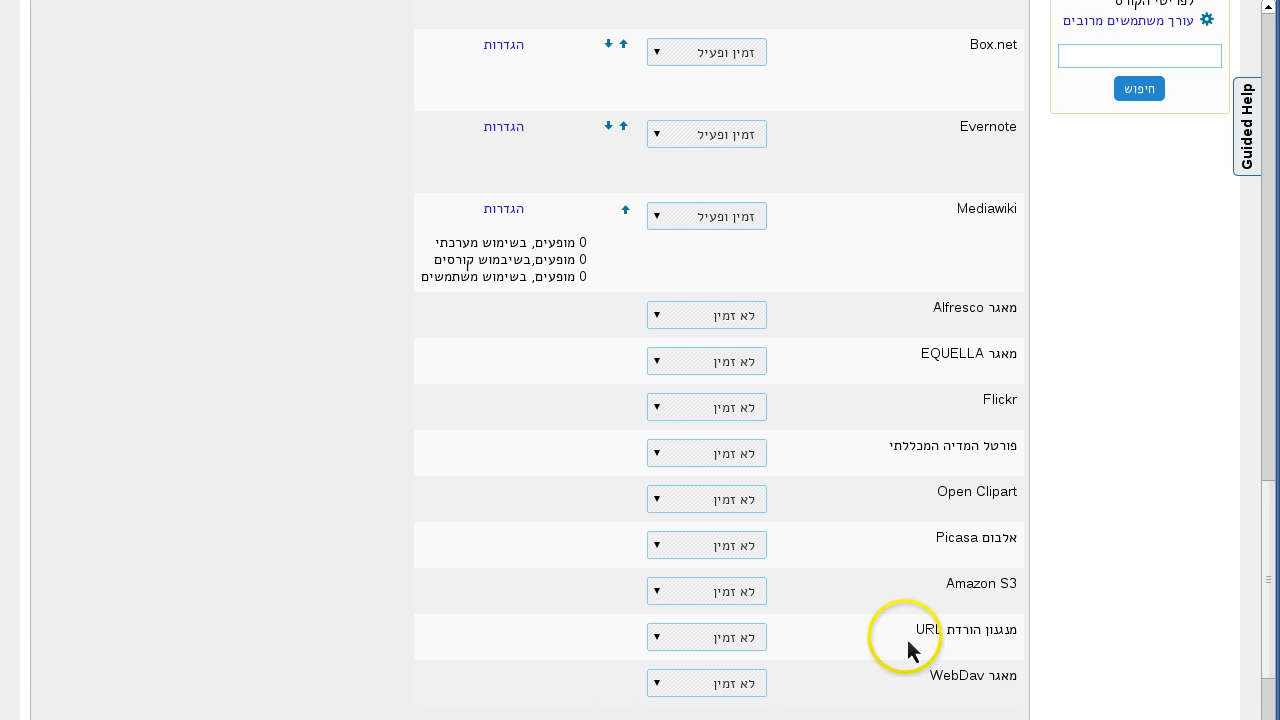 עורך משתמשים מרובים
חיפוש
Guided Help
Box.net
זמין ופעיל
הגדרות
Evernote
זמין ופעיל
הגדרות
Mediawiki
זמין ופעיל
הגדרות
0 מופעים, בשימוש מערכתי
0 מופעים,בשיבמוש קורסים
0 מופעים, בשימוש משתמשים
מאגר Alfresco
לא זמין
מאגר EQUELLA
לא זמין
Flickr
לא זמין
פורטל המדיה המכללתי
לא זמין
Open Clipart
לא זמין
אלבום Picasa
לא זמין
Amazon S3
לא זמין
מנגנון הורדת URL
לא זמין
מאגר WebDav
לא זמין